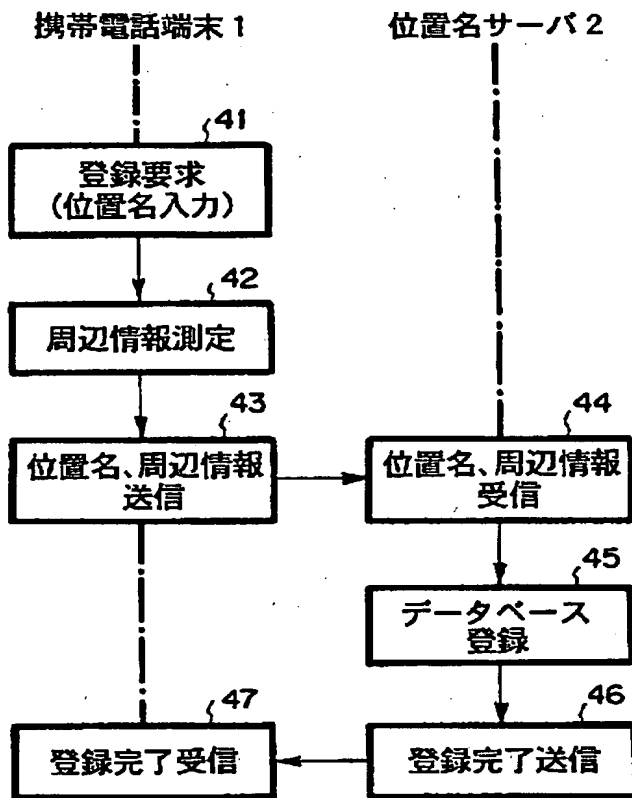 携帯電話端末1
位置名サーバ2
41
登録要求
(位置名入力)
42
周辺情報測定
43
位置名、周辺情報
送信
44
位置名、周辺情報
受信
45
データベース
登録
46
登録完了送信
47
登録完了受信